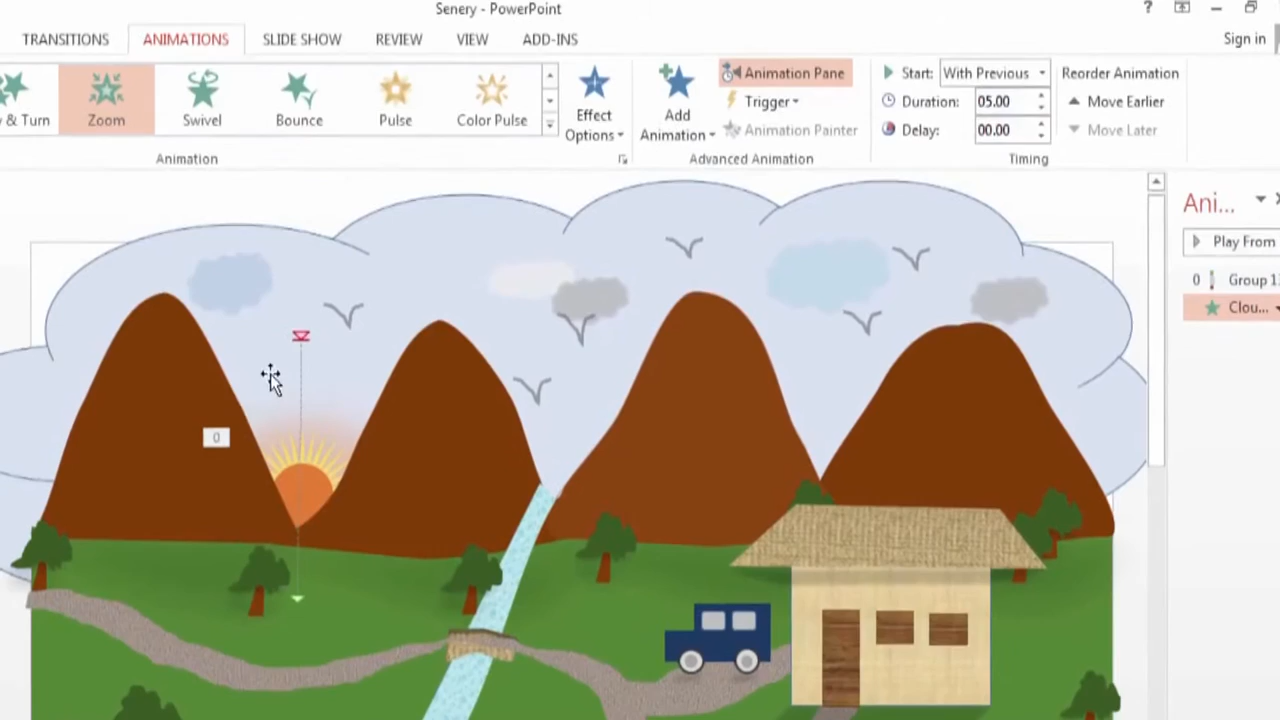 Senery - PowerPoint
?
TRANSITIONS ANIMATIONS SLIDE SHOW REVIEW VIEW ADD-INS Sign in
& Turn Zoom Swivel Bounce Pulse Color Pulse
Effect Options
Add Animation
Animation Pane
Trigger
Animation Painter
Start: With Previous
Duration: 05.00
Delay: 00.00
Reorder Animation
Move Earlier
Move Later
Animation Advanced Animation Timing
Ani...
Play From
0 Group 1
Clou...
0